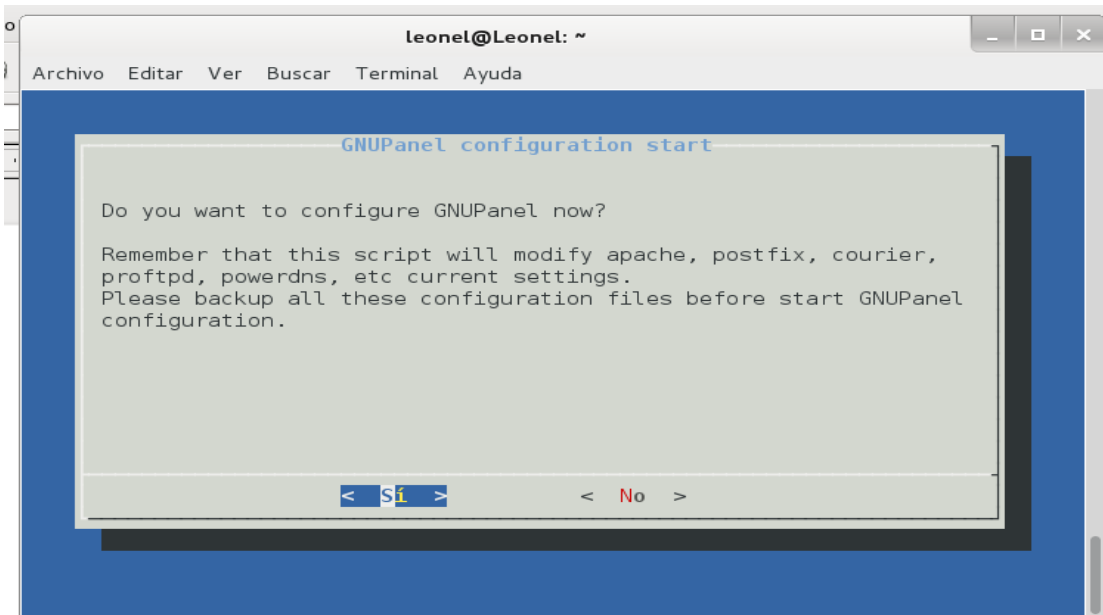 leonel@Leonel: ~
Archivo Editar Ver Buscar Terminal Ayuda
GNUPanel configuration start
Do you want to configure GNUPanel now?
Remember that this script will modify apache, postfix, courier,
proftpd, powerdns, etc current settings.
Please backup all these configuration files before start GNUPanel
configuration.
< Sí > < No >